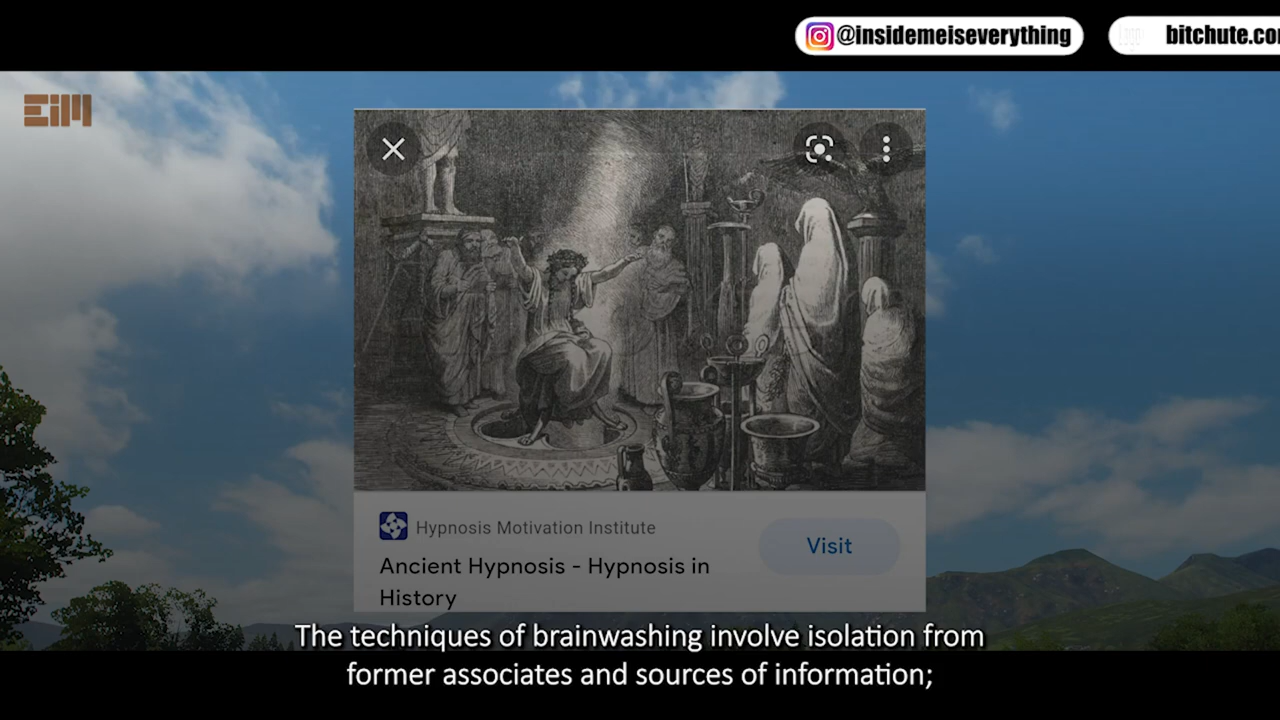 @insidemeiseverything
bitchute.co
EiM
Hypnosis Motivation Institute
Ancient Hypnosis - Hypnosis in
History
Visit
The techniques of brainwashing involve isolation from
former associates and sources of information;